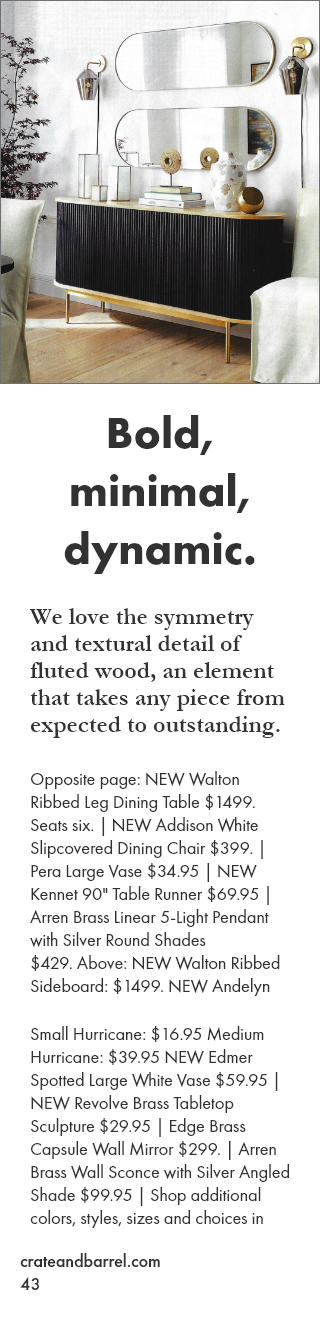 Bold,
minimal,
dynamic.
We love the symmetry
and textural detail of
fluted wood, an element
that takes any piece from
expected to outstanding.
Opposite page: NEW Walton
Ribbed Leg Dining Table $1499.
Seats six. | NEW Addison White
Slipcovered Dining Chair $399. |
Pera Large Vase $34.95 | NEW
Kennet 90" Table Runner $69.95 |
Arren Brass Linear 5-Light Pendant
with Silver Round Shades
$429. Above: NEW Walton Ribbed
Sideboard: $1499. NEW Andelyn
Small Hurricane: $16.95 Medium
Hurricane: $39.95 NEW Edmer
Spotted Large White Vase $59.95 |
NEW Revolve Brass Tabletop
Sculpture $29.95 | Edge Brass
Capsule Wall Mirror $299. | Arren
Brass Wall Sconce with Silver Angled
Shade $99.95 | Shop additional
colors, styles, sizes and choices in
crateandbarrel.com
43